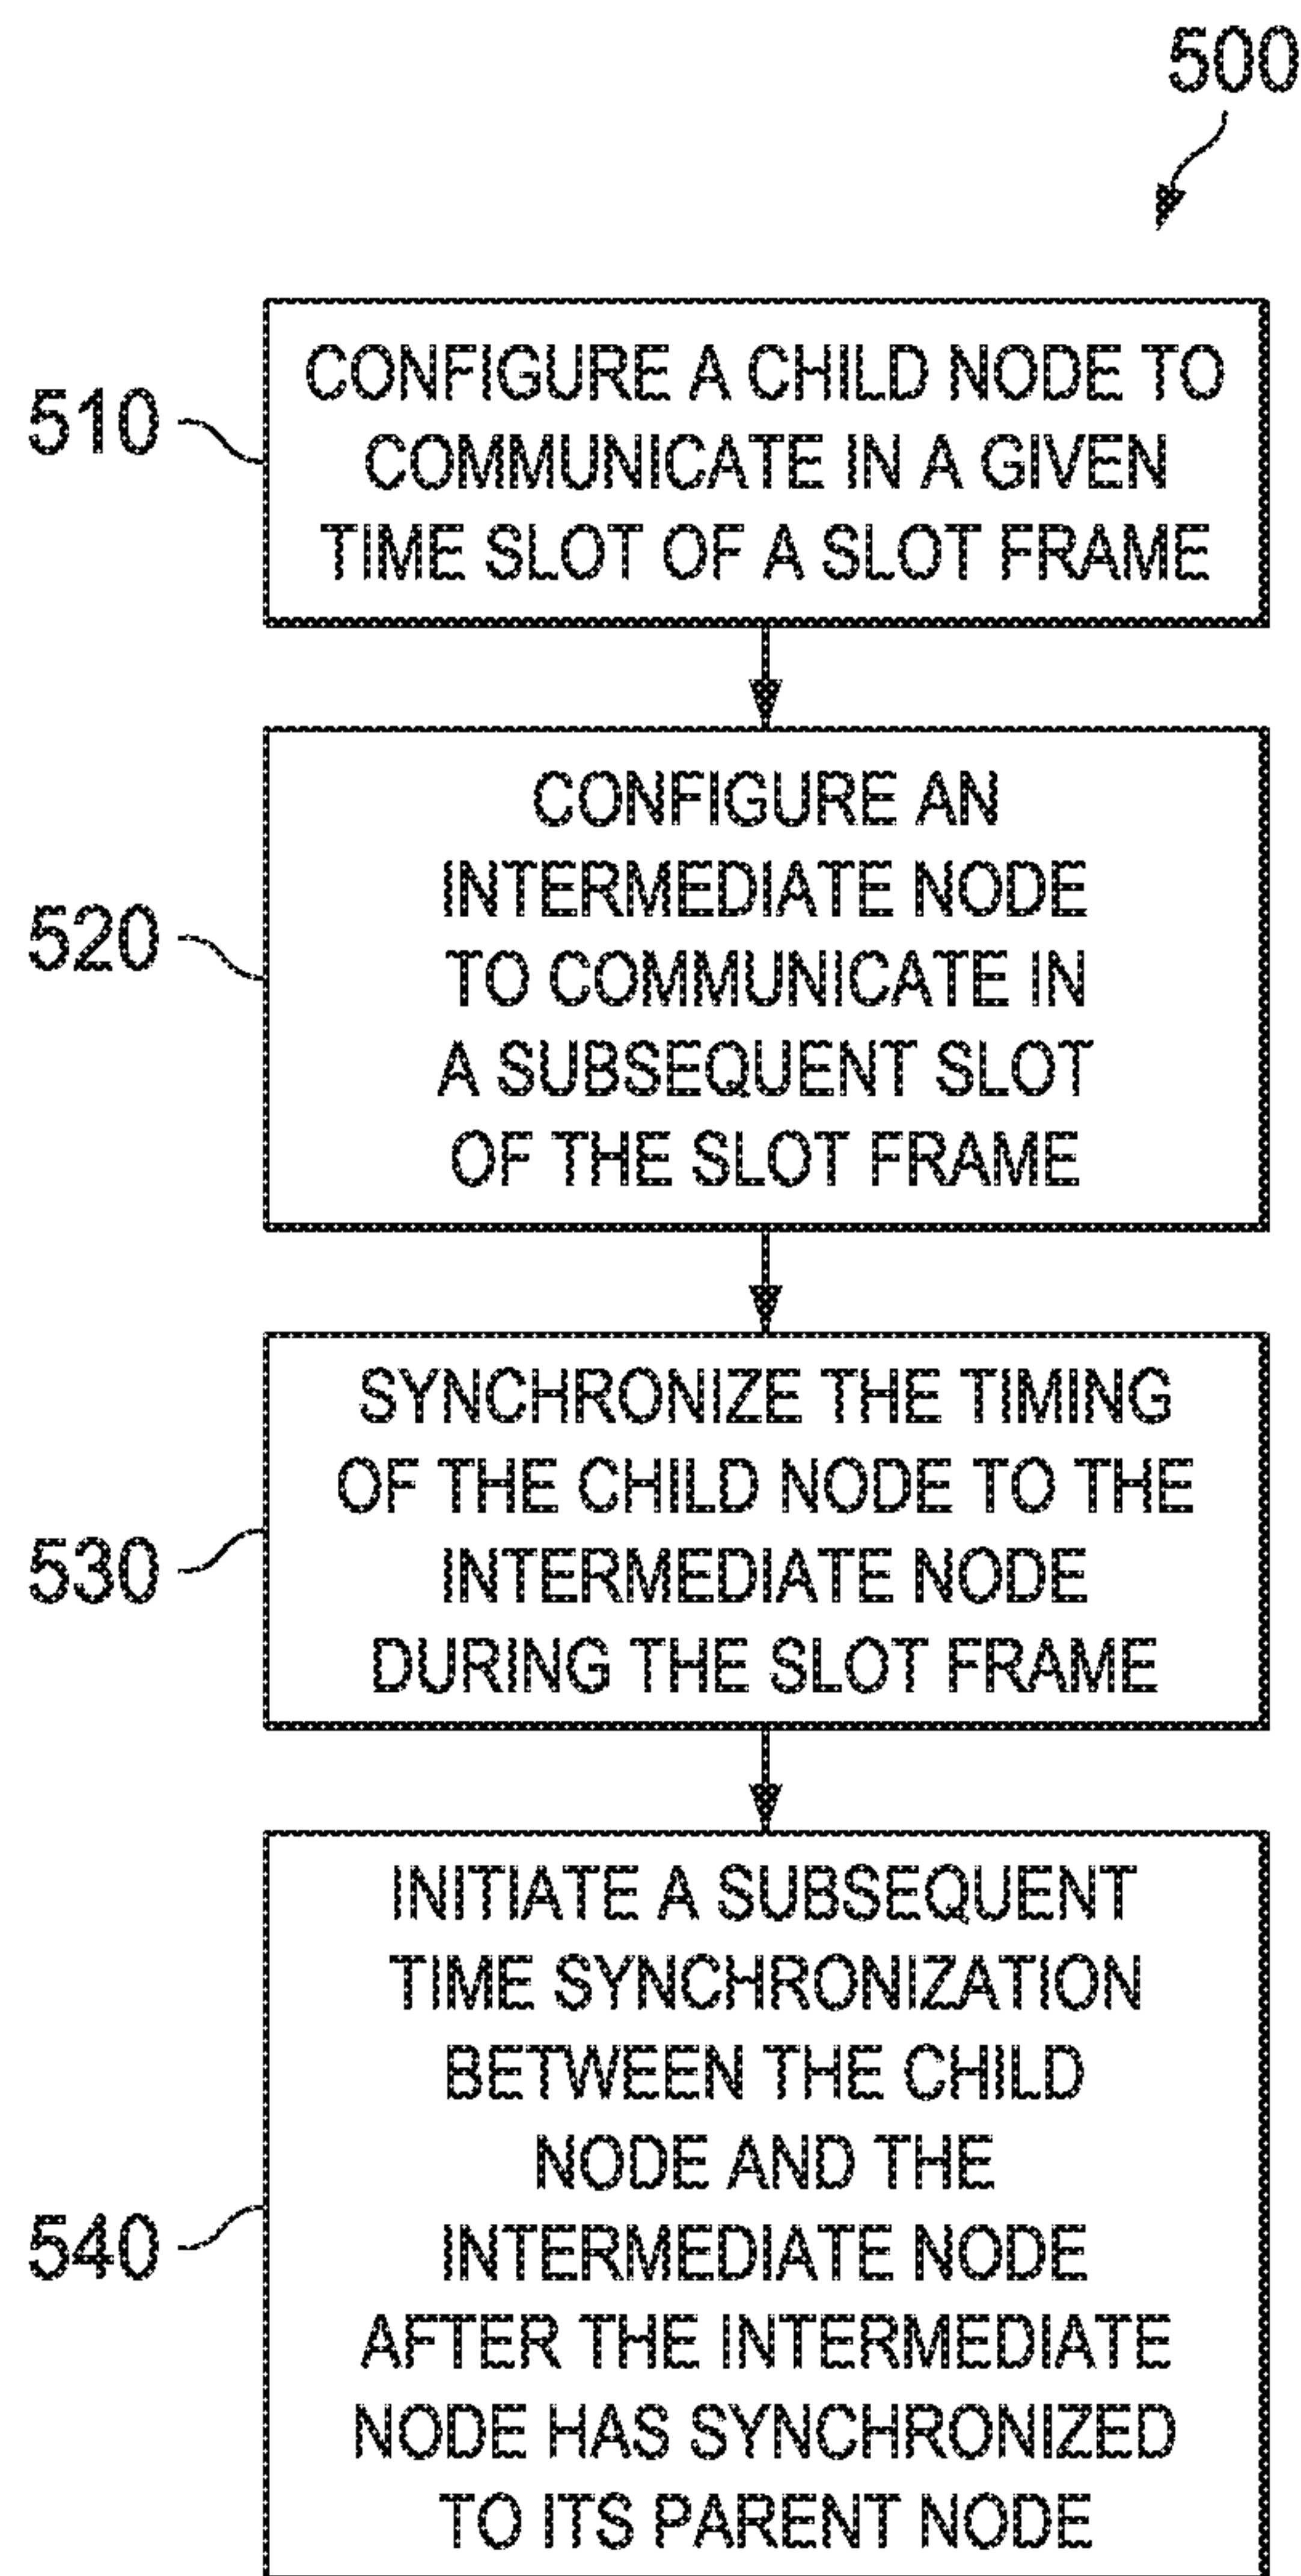 500
510
CONFIGURE A CHILD NODE TO
COMMUNICATE IN A GIVEN
TIME SLOT OF A SLOT FRAME
520
CONFIGURE AN
INTERMEDIATE NODE
TO COMMUNICATE IN
A SUBSEQUENT SLOT
OF THE SLOT FRAME
530
SYNCHRONIZE THE TIMING
OF THE CHILD NODE TO THE
INTERMEDIATE NODE
DURING THE SLOT FRAME
540
INITIATE A SUBSEQUENT
TIME SYNCHRONIZATION
BETWEEN THE CHILD
NODE AND THE
INTERMEDIATE NODE
AFTER THE INTERMEDIATE
NODE HAS SYNCHRONIZED
TO ITS PARENT NODE